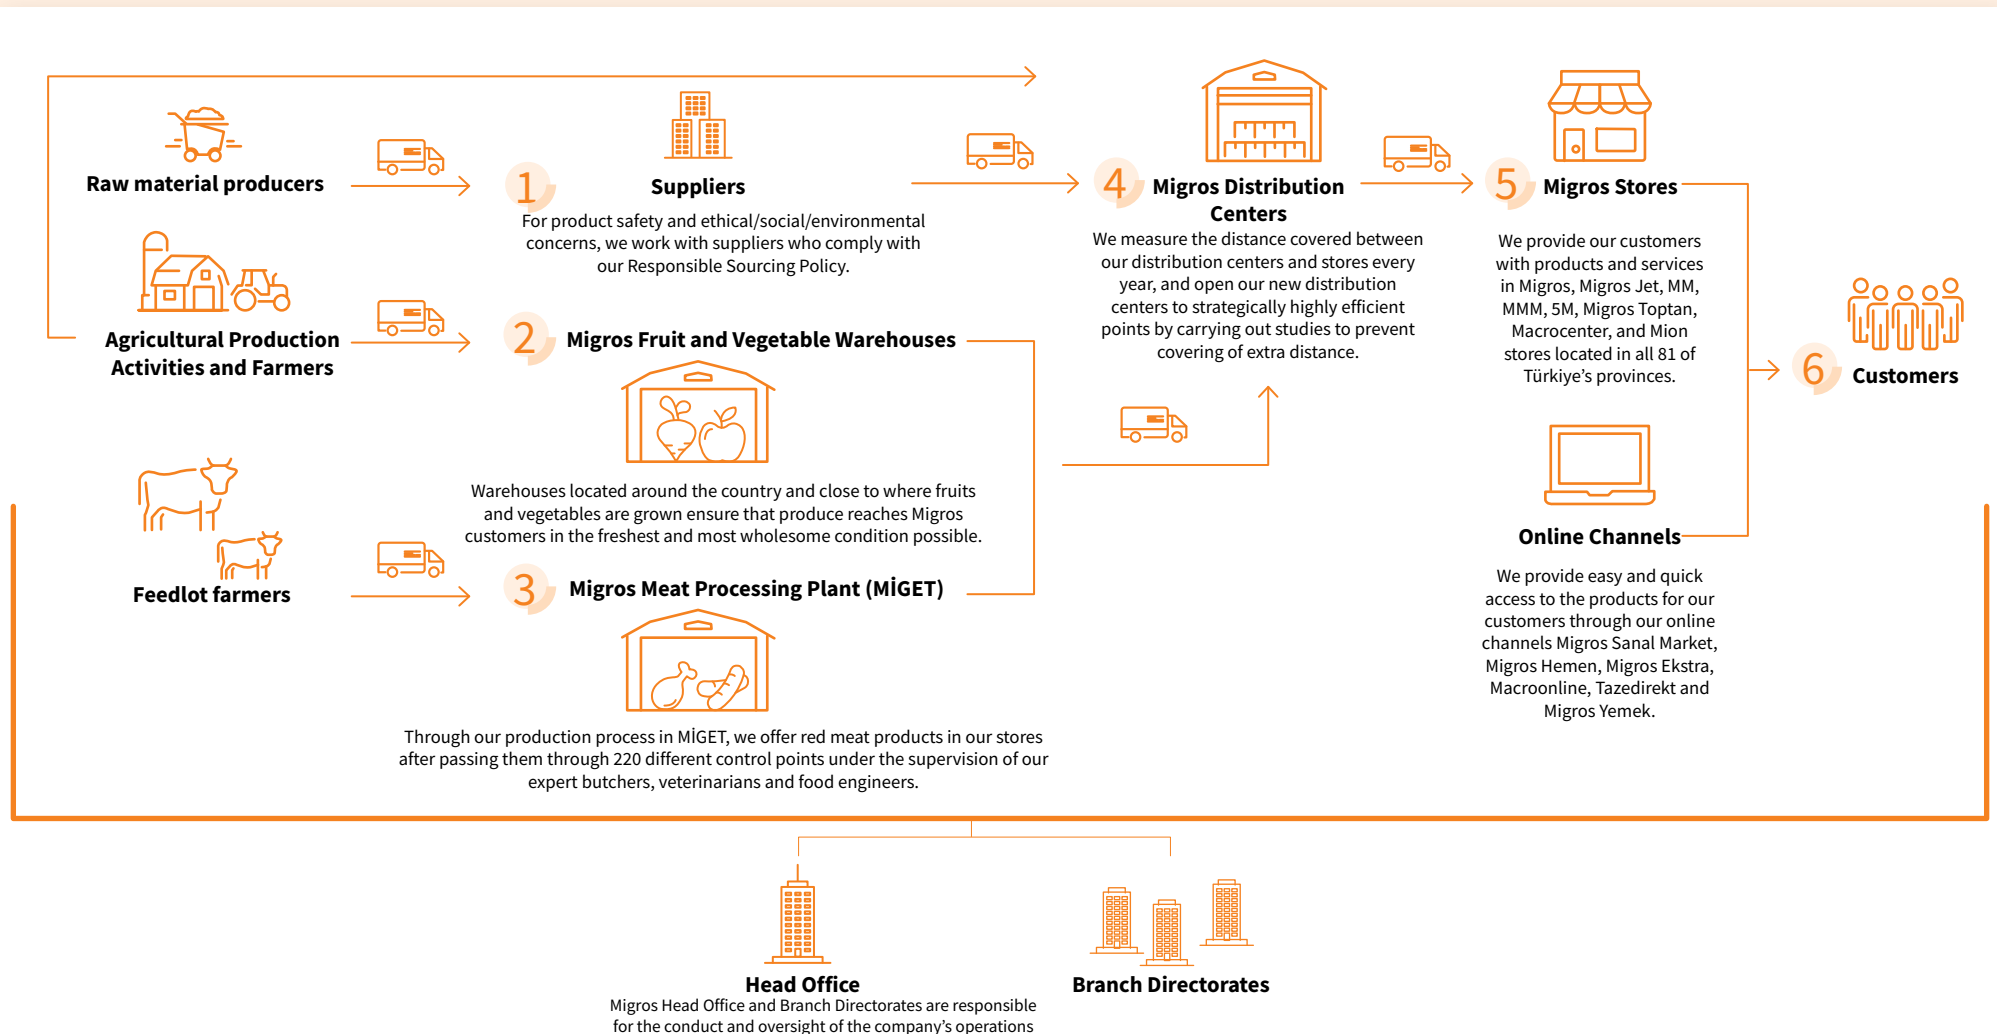 Raw material producers
1
Suppliers
For product safety and ethical/social/environmental
concerns, we work with suppliers who comply with
our Responsible Sourcing Policy.
Agricultural Production
Activities and Farmers
2
Migros Fruit and Vegetable Warehouses
Warehouses located around the country and close to where fruits
and vegetables are grown ensure that produce reaches Migros
customers in the freshest and most wholesome condition possible.
Feedlot farmers
3
Migros Meat Processing Plant (MİGET)
Through our production process in MİGET, we offer red meat products in our stores
after passing them through 220 different control points under the supervision of our
expert butchers, veterinarians and food engineers.
4
Migros Distribution
Centers
We measure the distance covered between
our distribution centers and stores every
year, and open our new distribution
centers to strategically highly efficient
points by carrying out studies to prevent
covering of extra distance.
5
Migros Stores
We provide our customers
with products and services
in Migros, Migros Jet, MM,
MMM, 5M, Migros Toptan,
Macrocenter, and Mion
stores located in all 81 of
Türkiye’s provinces.
Online Channels
We provide easy and quick
access to the products for our
customers through our online
channels Migros Sanal Market,
Migros Hemen, Migros Ekstra,
Macroonline, Tazedirekt and
Migros Yemek.
6
Customers
Head Office
Migros Head Office and Branch Directorates are responsible
for the conduct and oversight of the company’s operations
Branch Directorates